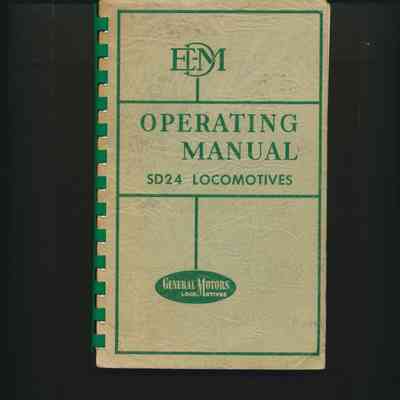 EMD
OPERATING
MANUAL
SD24 LOCOMOTIVES
GENERAL MOTORS
LOCOMOTIVES